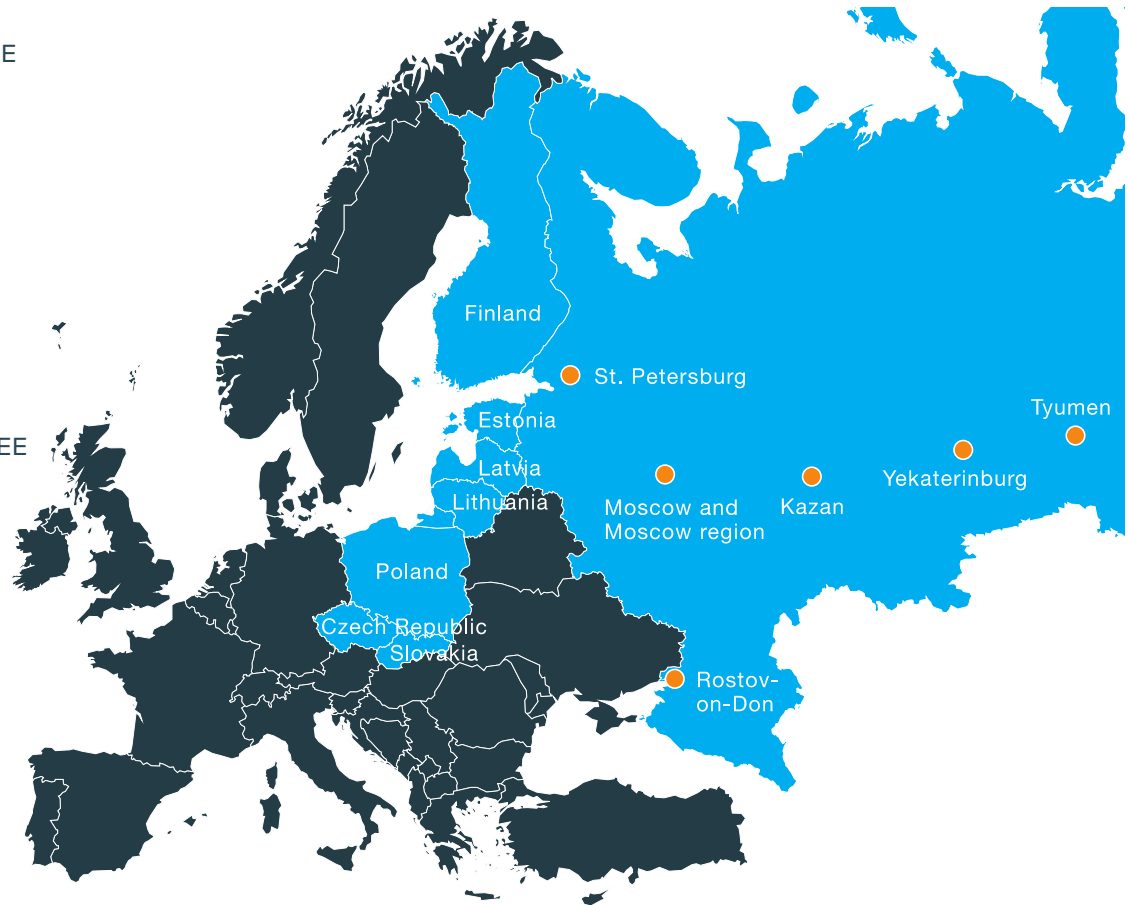 E
Finland
St. Petersburg
Tyumen
Estonia
EE
Latvia
Yekaterinburg
Lithuania
Moscow and
Moscow region
Kazan
Poland
Czech Republic
Slovakia
Rostov-
on-Don